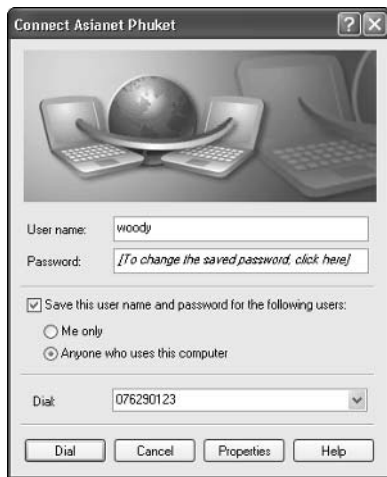 Connect Asianet Phuket
User name: woody
Password: [To change the saved password, click here]
Save this user name and password for the following users:
Me only
Anyone who uses this computer
Dial: 076290123
Dial Cancel Properties Help